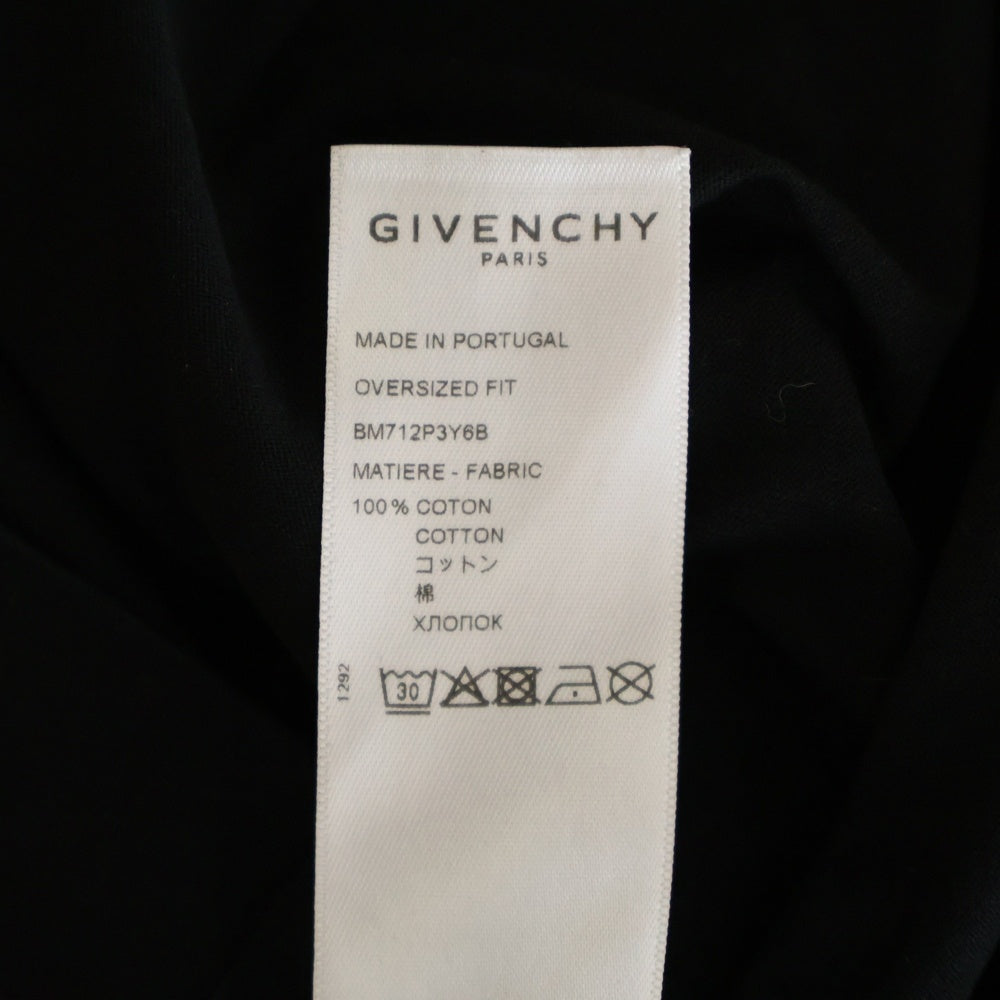 GIVENCHY
PARIS
MADE IN PORTUGAL
OVERSIZED FIT
BM712P3Y6B
MATIERE - FABRIC
100% COTON
COTTON
コットン
棉
ХЛОПОК
1292
30